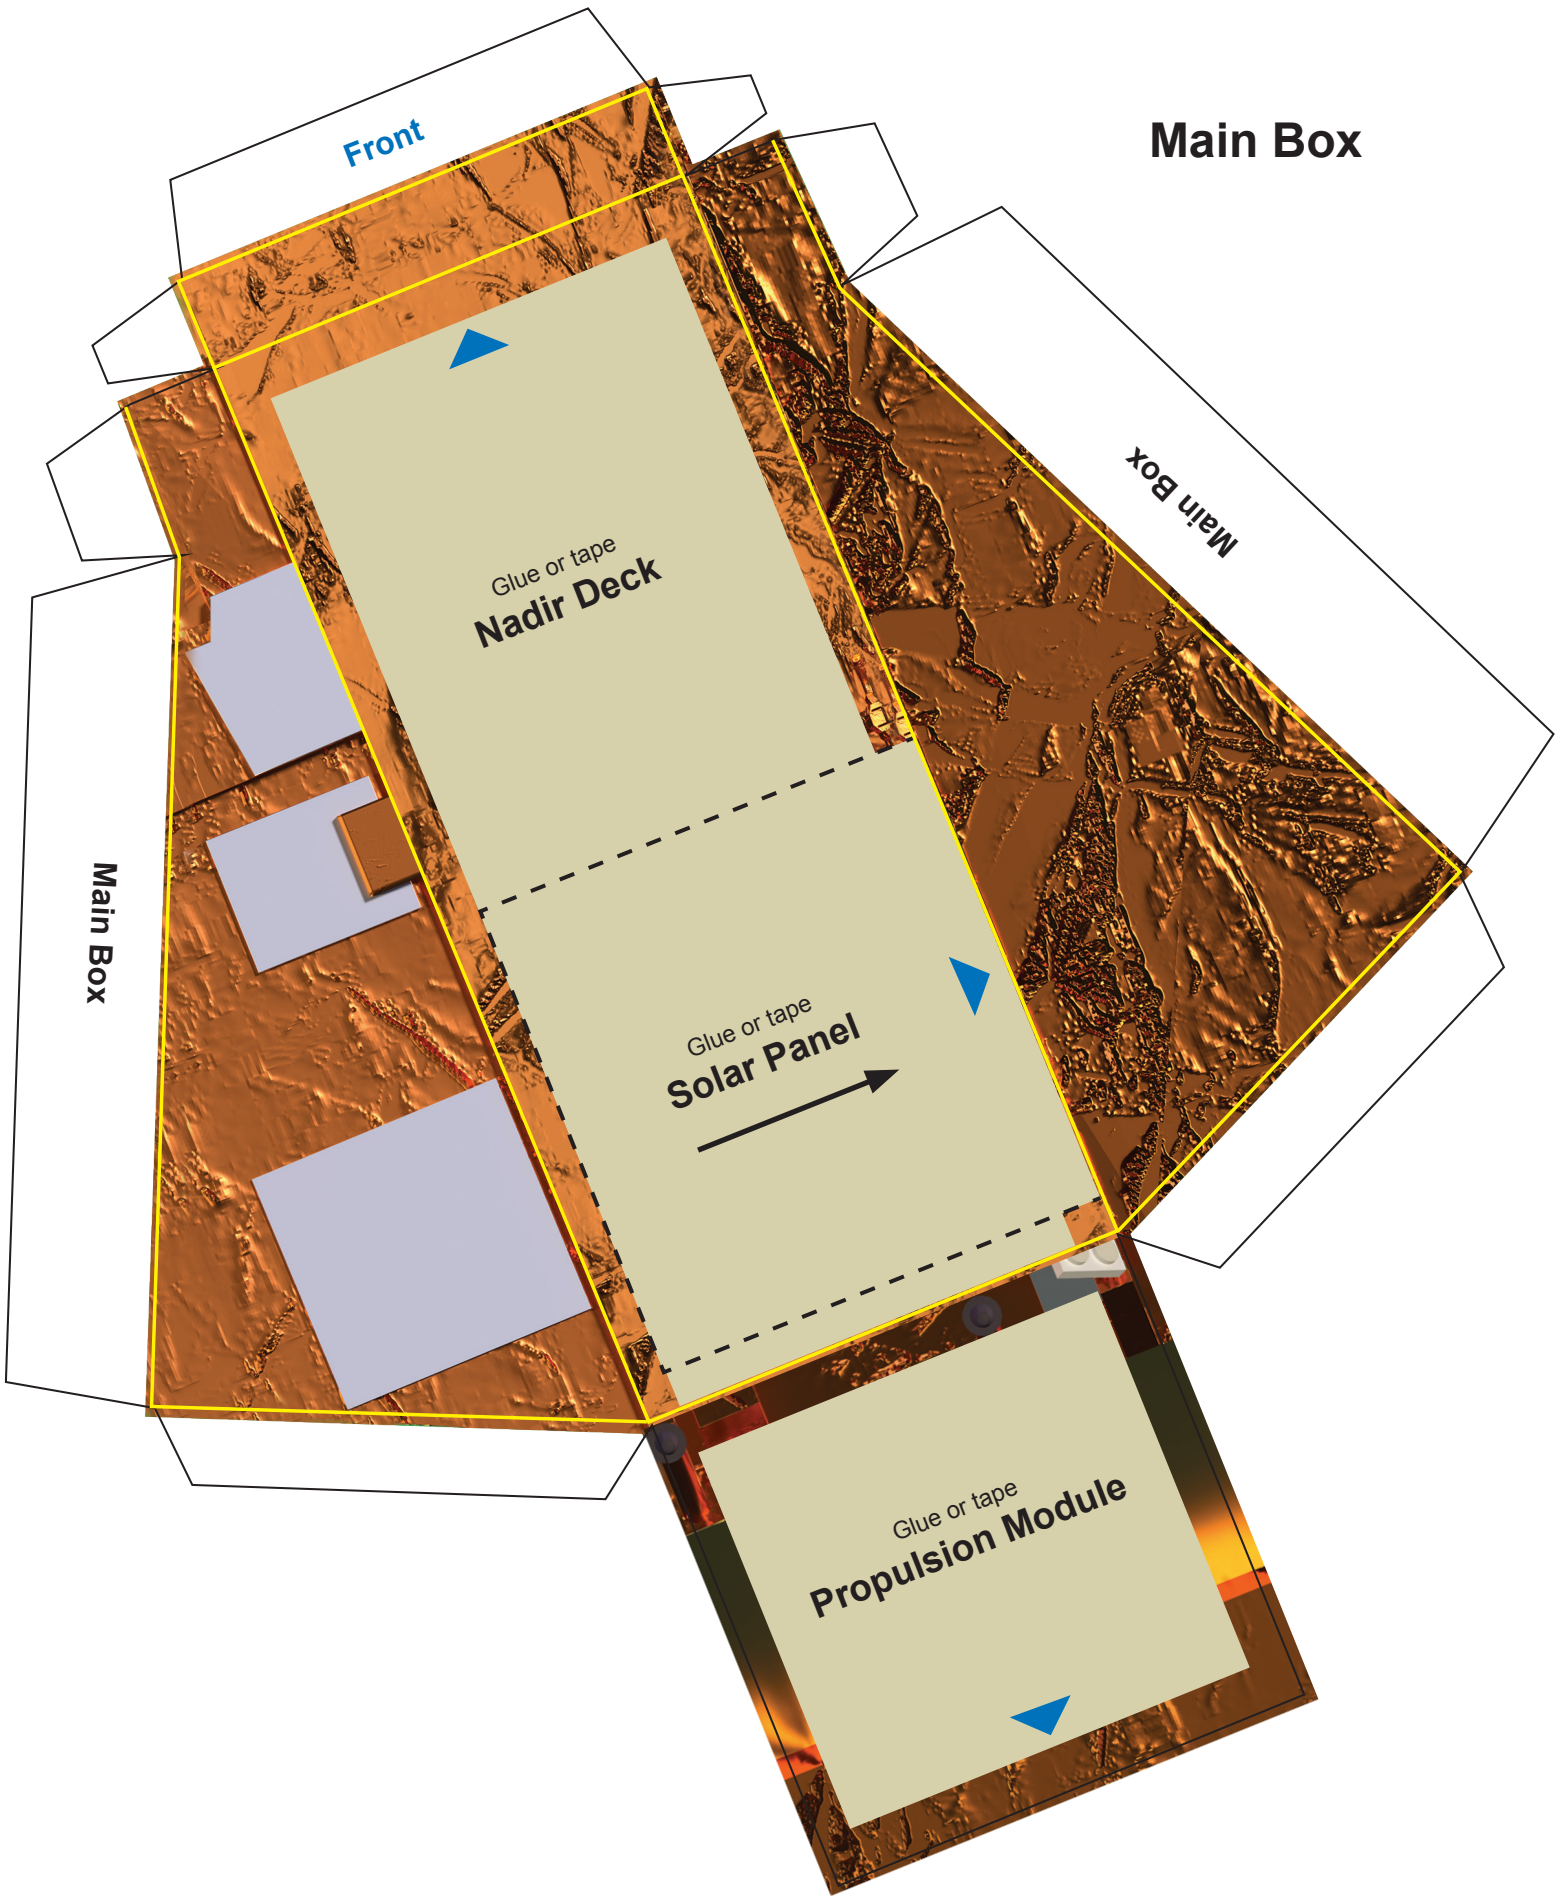 Front
Main Box
Main Box
Glue or tape
Nadir Deck
Main Box
Glue or tape
Solar Panel
Glue or tape
Propulsion Module